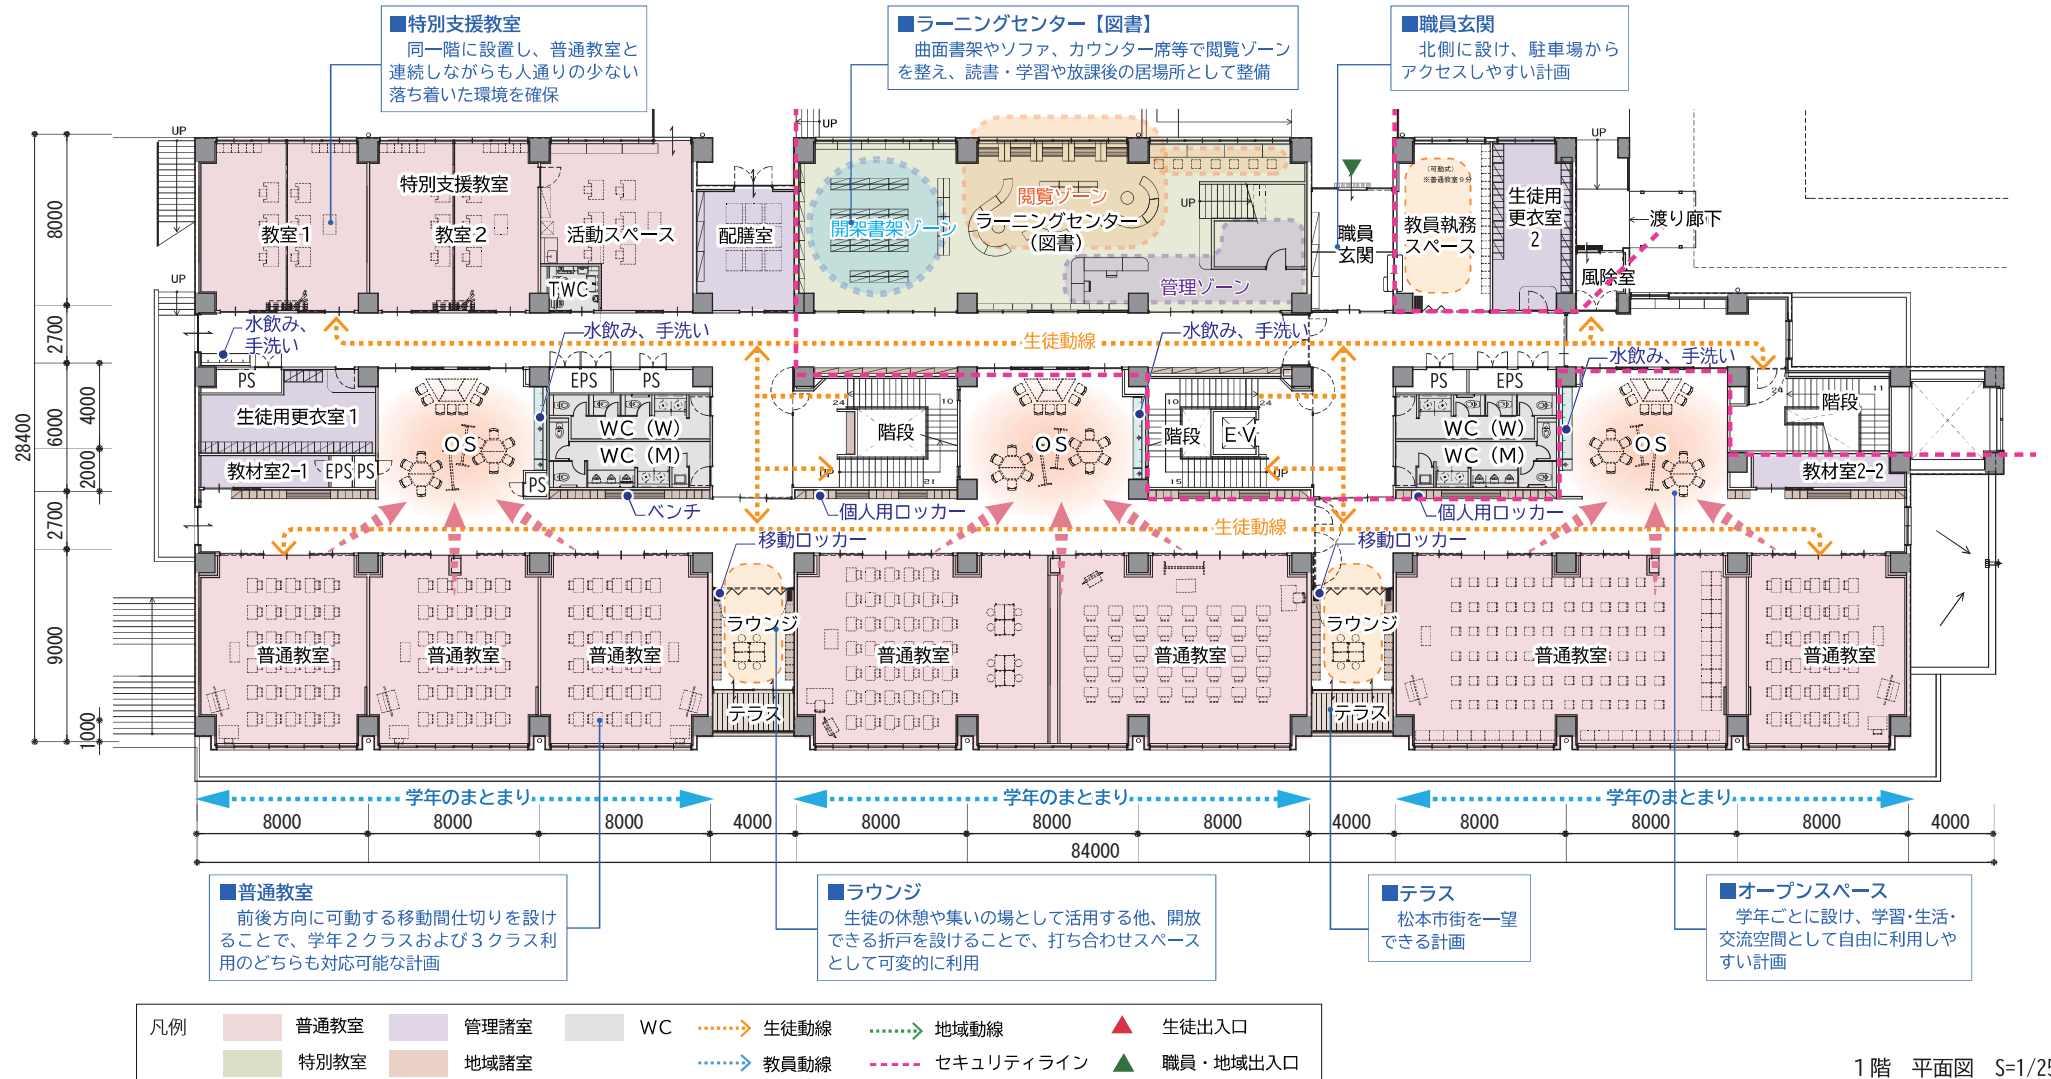 ■特別支援教室
同一階に設置し、普通教室と
連続しながらも人通りの少ない
落ち着いた環境を確保
■ラーニングセンター【図書】
曲面書架やソファ、カウンター席等で閲覧ゾーン
を整え、読書・学習や放課後の居場所として整備
■職員玄関
北側に設け、駐車場から
アクセスしやすい計画
UP
UP
UP
UP
UP
8000
2700
4000
6000
2000
2700
9000
1000
28400
教室1
特別支援教室
教室2
活動スペース
TWC
配膳室
開架書架ゾーン
閲覧ゾーン
ラーニングセンター
(図書)
管理ゾーン
職員
玄関
(可動式)
※普通教室9分
教員執務
スペース
生徒用
更衣室
2
渡り廊下
風除室
水飲み、
手洗い
水飲み、手洗い
生徒動線
水飲み、手洗い
水飲み、手洗い
PS
生徒用更衣室1
教材室2-1
EPS
PS
OS
EPS
PS
WC（W）
WC（M）
PS
24
10
階段
UP
21
OS
10
24
階段
EV
UP
15
PS
EPS
WC（W）
WC（M）
OS
24
11
階段
教材室2-2
ベンチ
個人用ロッカー
個人用ロッカー
生徒動線
移動ロッカー
移動ロッカー
普通教室
普通教室
普通教室
ラウンジ
テラス
普通教室
普通教室
ラウンジ
テラス
普通教室
普通教室
学年のまとまり
学年のまとまり
学年のまとまり
8000
8000
8000
4000
8000
8000
8000
4000
8000
8000
8000
4000
84000
■普通教室
前後方向に可動する移動間仕切りを設け
ることで、学年２クラスおよび３クラス利
用のどちらも対応可能な計画
■ラウンジ
生徒の休憩や集いの場として活用する他、開放
できる折戸を設けることで、打ち合わせスペース
として可変的に利用
■テラス
松本市街を一望
できる計画
■オープンスペース
学年ごとに設け、学習・生活・
交流空間として自由に利用しや
すい計画
凡例
普通教室
管理諸室
WC
生徒動線
地域動線
生徒出入口
特別教室
地域諸室
教員動線
セキュリティライン
職員・地域出入口
1階　平面図　S=1/25